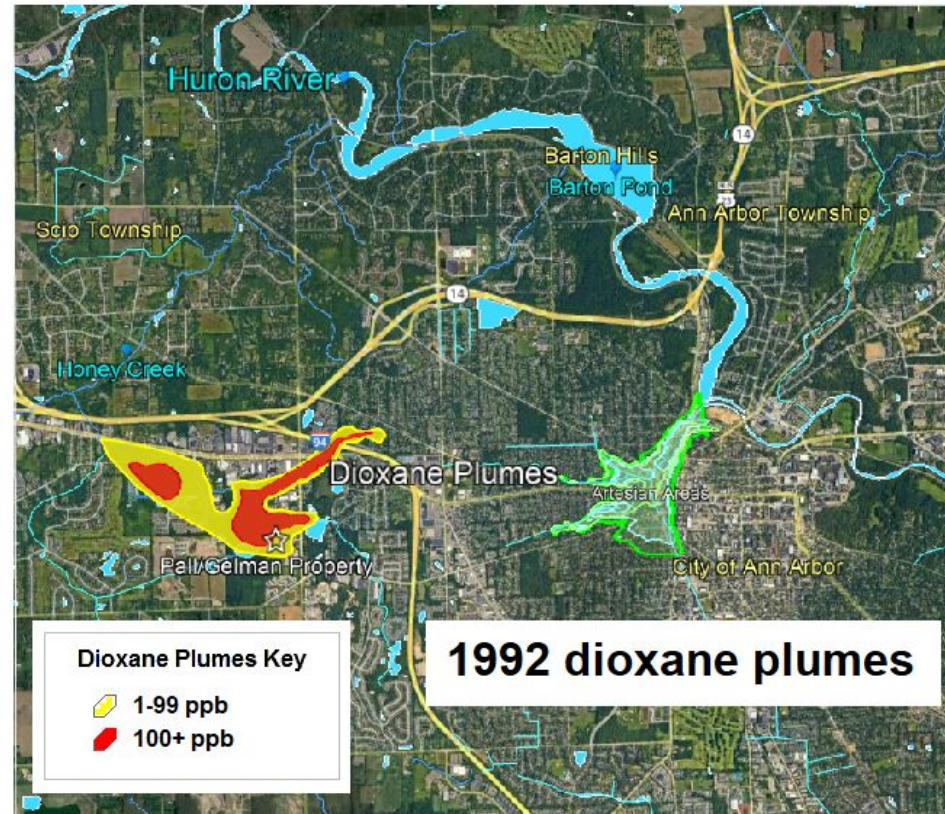 Huron River
14
Barton Hills
Barton Pond
Ann Arbor Township
Scio Township
14
Honey Creek
94
Dioxane Plumes
Artesian Areas
Pall/Gelman Property
City of Ann Arbor
Dioxane Plumes Key
1-99 ppb
100+ ppb
1992 dioxane plumes